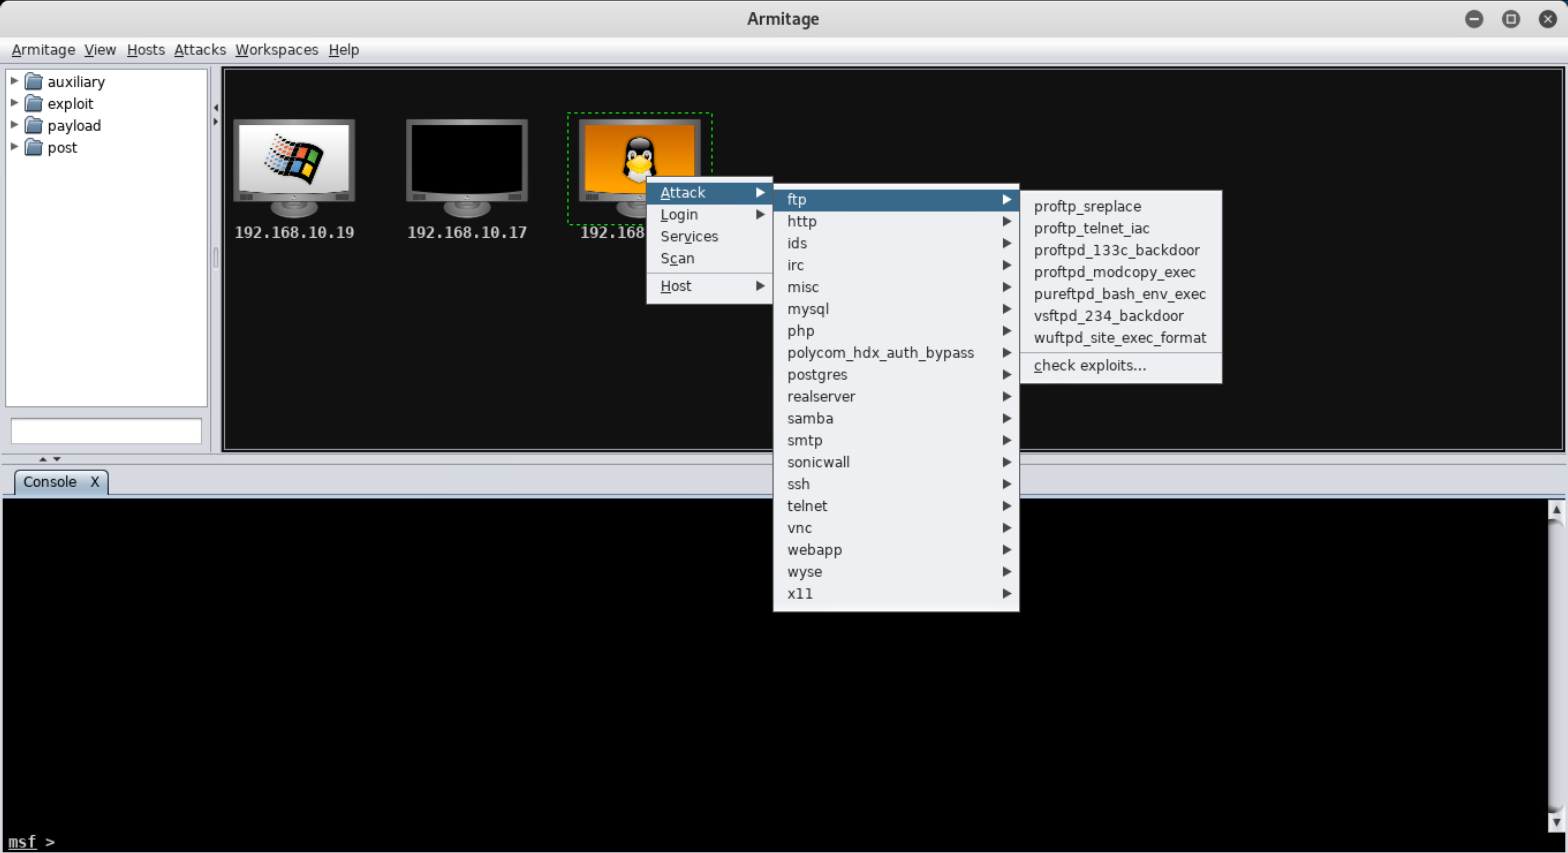 Armitage
Armitage View Hosts Attacks Workspaces Help
auxiliary
exploit
payload
post
192.168.10.19
192.168.10.17
192.168
Attack
Login
Services
Scan
Host
ftp
http
ids
irc
misc
mysql
php
polycom_hdx_auth_bypass
postgres
realserver
samba
smtp
sonicwall
ssh
telnet
vnc
webapp
wyse
x11
proftp_sreplace
proftp_telnet_iac
proftpd_133c_backdoor
proftpd_modcopy_exec
pureftpd_bash_env_exec
vsftpd_234_backdoor
wuftpd_site_exec_format
check exploits...
Console X
msf >